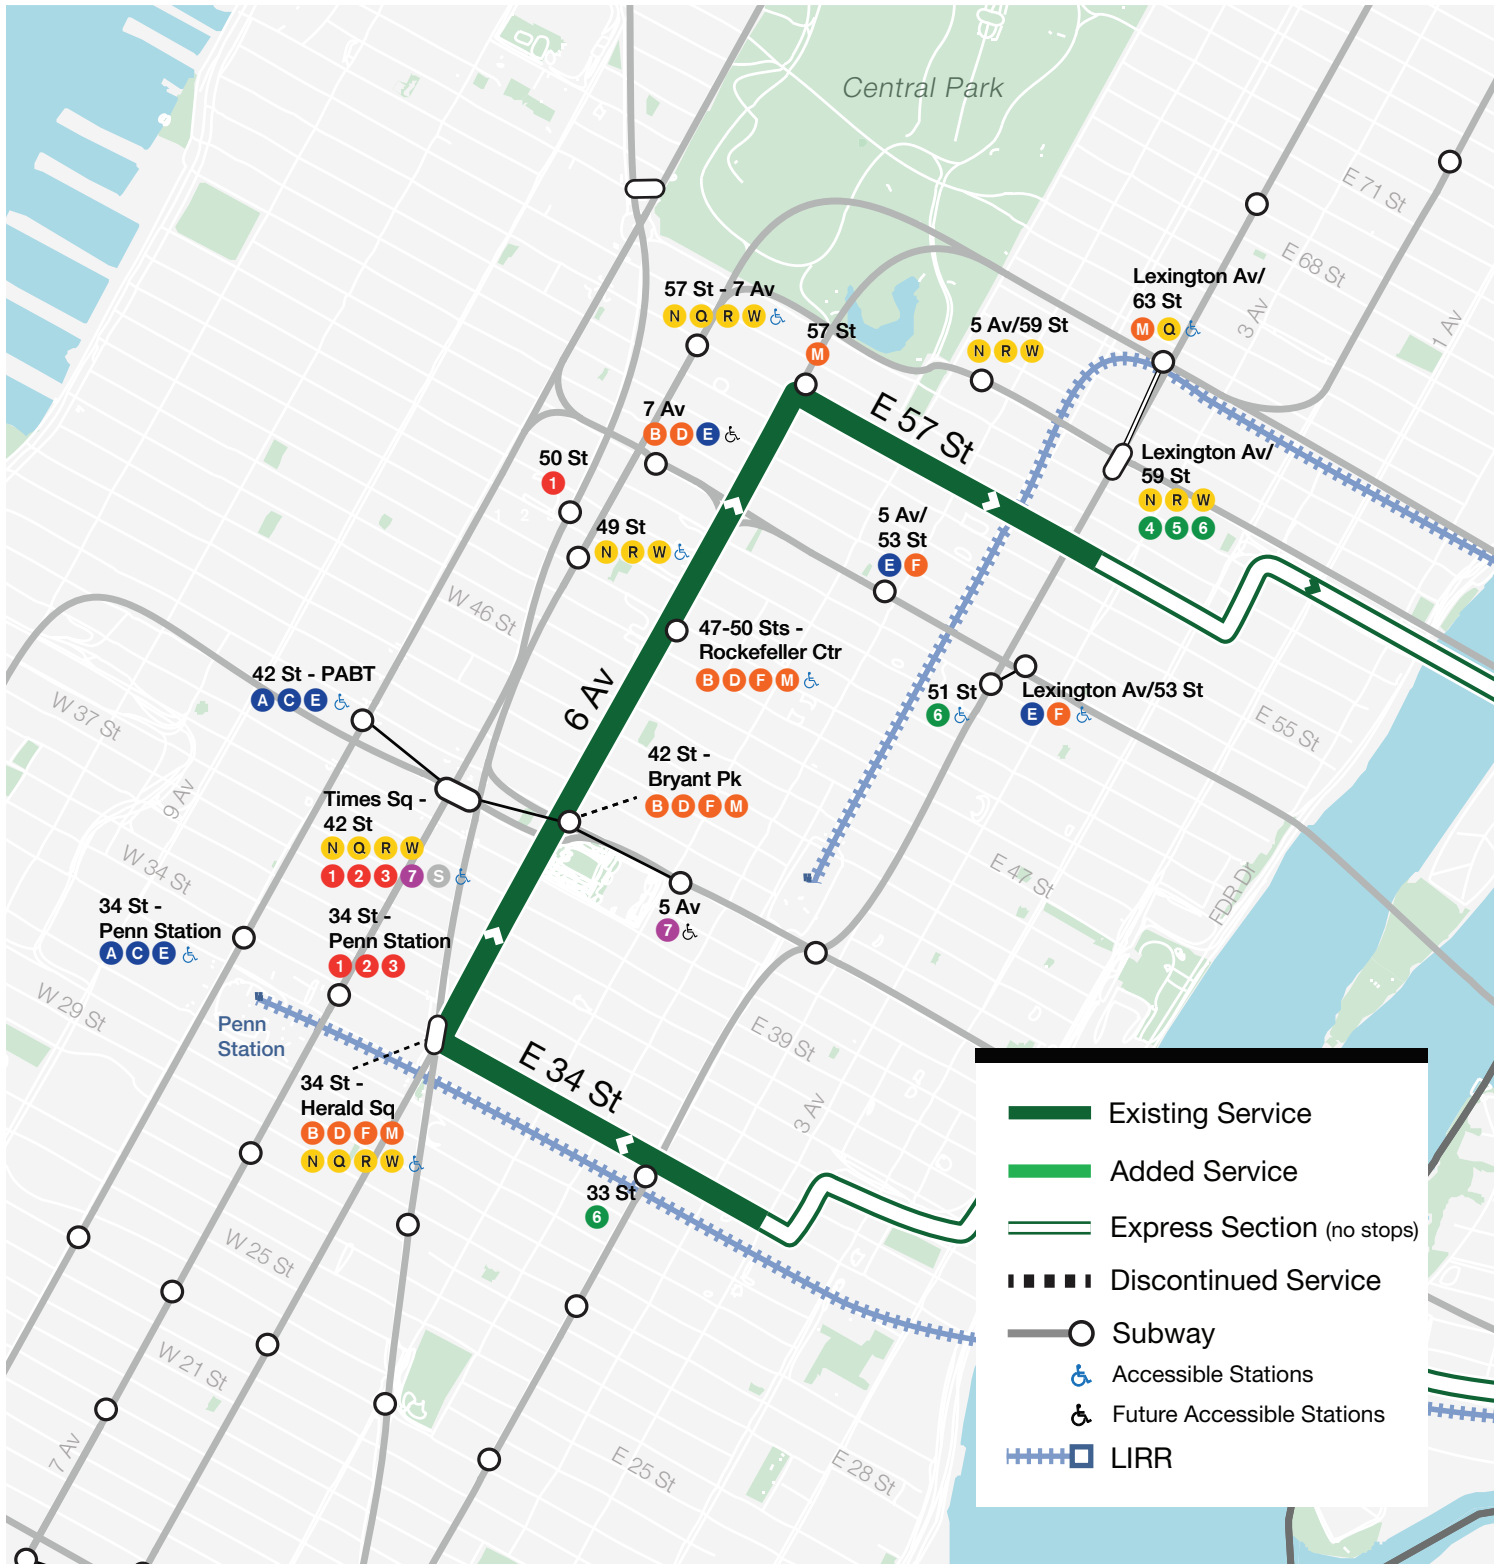 Central Park
E 71 St
E 68 St
3 Av
1 Av
Lexington Av/
63 St
M Q
57 St - 7 Av
N Q R W
57 St
M
5 Av/59 St
N R W
7 Av
B D E
E 57 St
50 St
1
Lexington Av/
59 St
N R W
4 5 6
49 St
N R W
5 Av/
53 St
E F
W 46 St
47-50 Sts -
Rockefeller Ctr
B D F M
6 Av
42 St - PABT
A C E
51 St
6
Lexington Av/53 St
E F
E 55 St
W 37 St
9 Av
42 St -
Bryant Pk
B D F M
Times Sq -
42 St
N Q R W
1 2 3 7 S
W 34 St
E 47 St
FDR Dr
5 Av
7
34 St -
Penn Station
A C E
34 St -
Penn Station
1 2 3
W 29 St
Penn
Station
E 39 St
E 34 St
3 Av
34 St -
Herald Sq
B D F M
N Q R W
33 St
6
W 25 St
W 21 St
7 Av
E 25 St
E 28 St
Existing Service
Added Service
Express Section (no stops)
Discontinued Service
Subway
Accessible Stations
Future Accessible Stations
LIRR